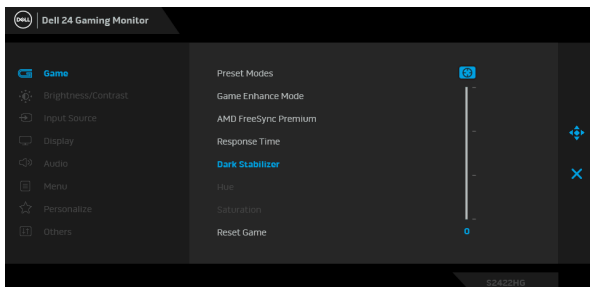 DELL Dell 24 Gaming Monitor
Game
Brightness/Contrast
Input Source
Display
Audio
Menu
Personalize
Others
Preset Modes
Game Enhance Mode
AMD FreeSync Premium
Response Time
Dark Stabilizer
Hue
Saturation
Reset Game
0
S2422HG